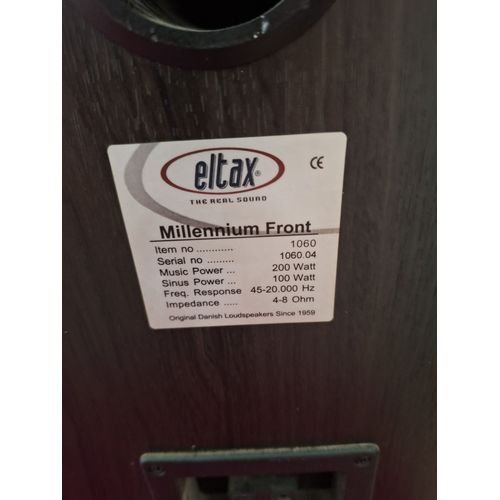 eltax®
THE REAL SOUND
CE
Millennium Front
Item no ............ 1060
Serial no ......... 1060.04
Music Power ... 200 Watt
Sinus Power ... 100 Watt
Freq. Response 45-20.000 Hz
Impedance ..... 4-8 Ohm
Original Danish Loudspeakers Since 1959